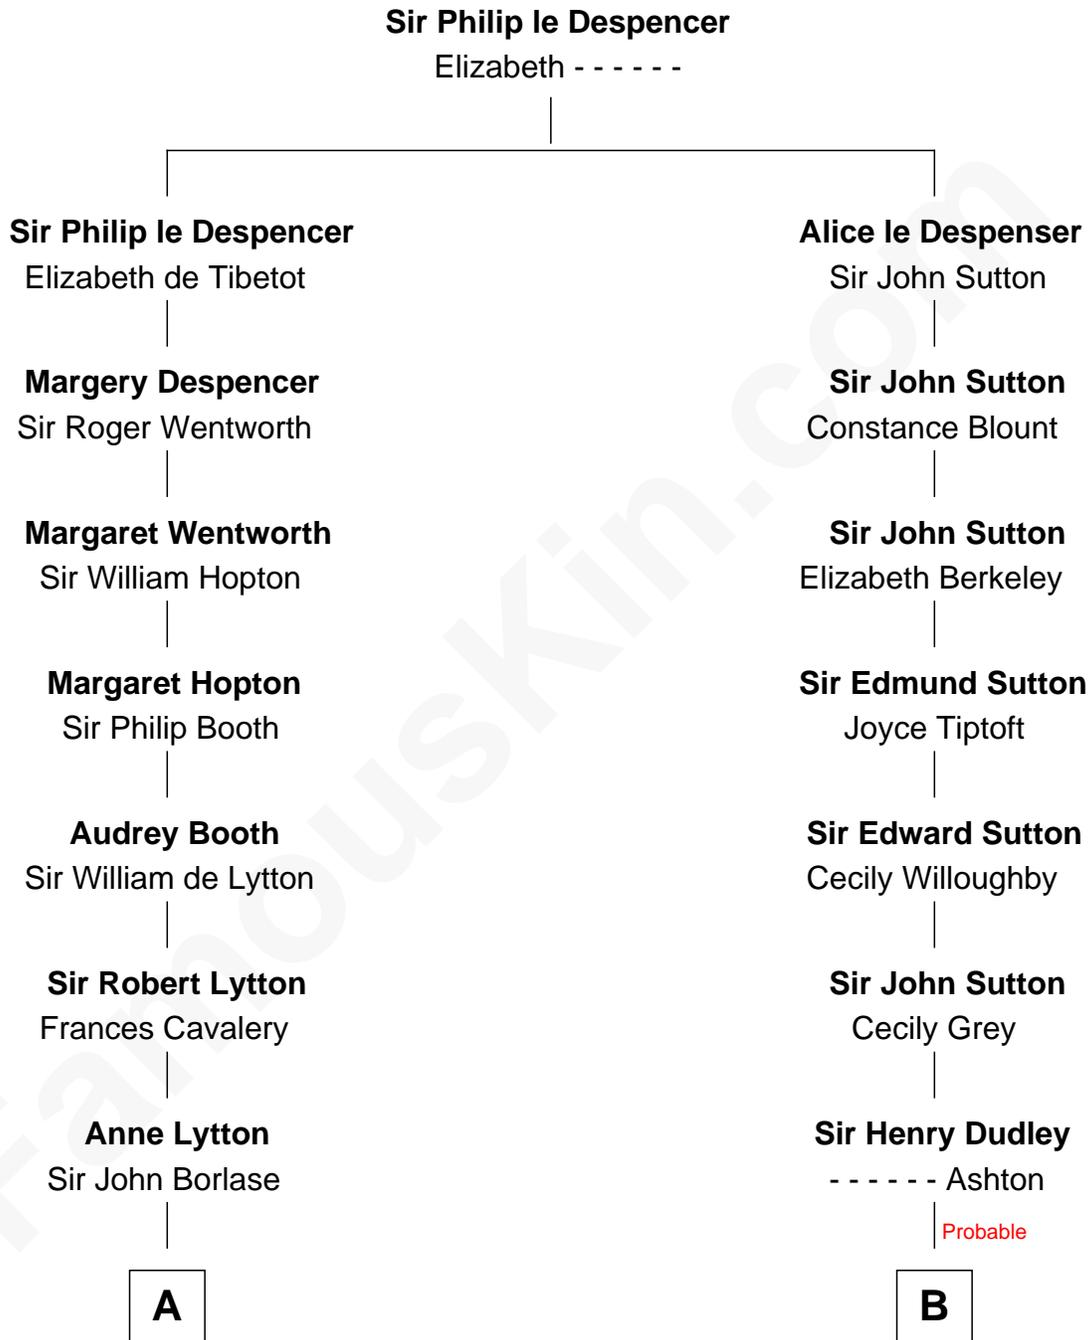 Sir Philip le Despencer
Elizabeth - - - - - -
Sir Philip le Despencer
Elizabeth de Tibetot
Margery Despencer
Sir Roger Wentworth
Margaret Wentworth
Sir William Hopton
Margaret Hopton
Sir Philip Booth
Audrey Booth
Sir William de Lytton
Sir Robert Lytton
Frances Cavalery
Anne Lytton
Sir John Borlase
A
Alice le Despenser
Sir John Sutton
Sir John Sutton
Constance Blount
Sir John Sutton
Elizabeth Berkeley
Sir Edmund Sutton
Joyce Tiptoft
Sir Edward Sutton
Cecily Willoughby
Sir John Sutton
Cecily Grey
Sir Henry Dudley
- - - - - - Ashton
Probable
B
FamousKin.com